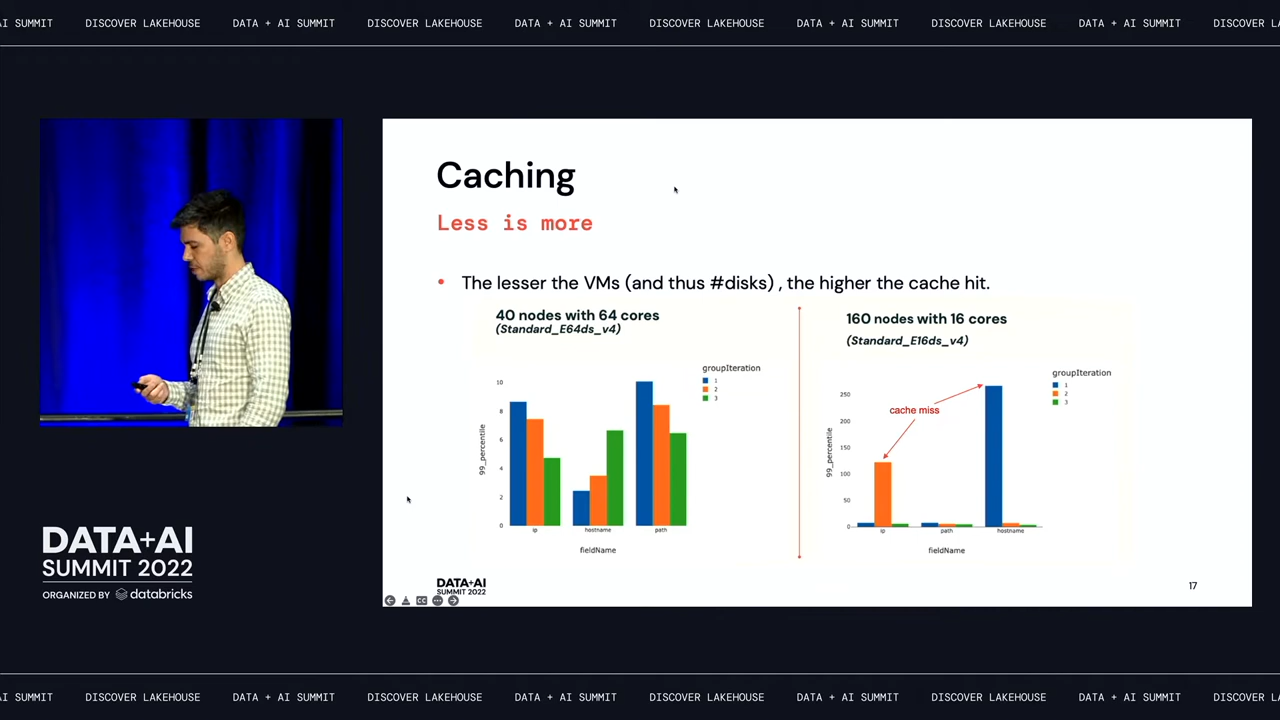 AI SUMMIT DISCOVER LAKEHOUSE DATA + AI SUMMIT DISCOVER LAKEHOUSE DATA + AI SUMMIT DISCOVER LAKEHOUSE DATA + AI SUMMIT DISCOVER LAKEHOUSE DATA + AI SUMMIT DISCOVER L
Caching
Less is more
• The lesser the VMs (and thus #disks) , the higher the cache hit.
40 nodes with 64 cores
(Standard_E64ds_v4)
groupIteration
1
2
3
10
8
6
4
2
0
99_percentile
ip hostname path
fieldName
160 nodes with 16 cores
(Standard_E16ds_v4)
groupIteration
1
2
3
cache miss
250
200
150
100
50
0
99_percentile
ip path hostname
fieldName
DATA+AI
SUMMIT 2022
17
CC
DATA+AI
SUMMIT 2022
ORGANIZED BY databricks
AI SUMMIT DISCOVER LAKEHOUSE DATA + AI SUMMIT DISCOVER LAKEHOUSE DATA + AI SUMMIT DISCOVER LAKEHOUSE DATA + AI SUMMIT DISCOVER LAKEHOUSE DATA + AI SUMMIT DISCOVER LA